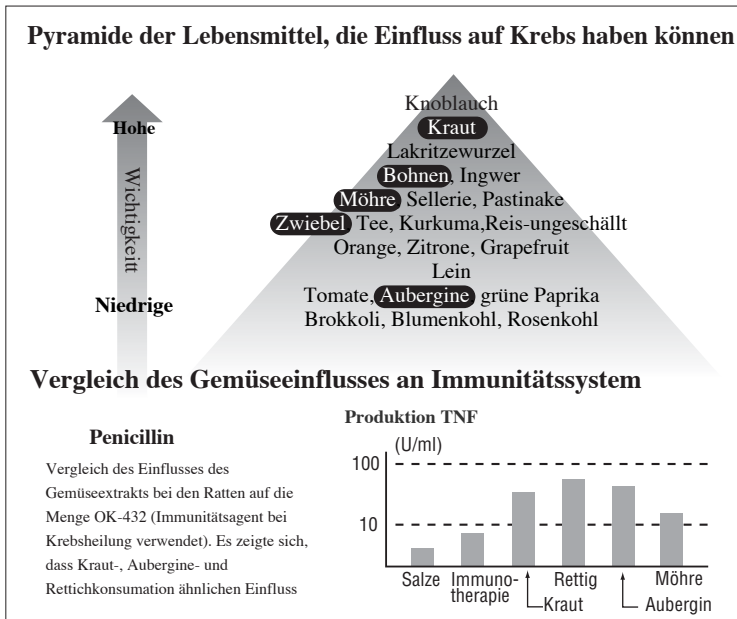 Pyramide der Lebensmittel, die Einfluss auf Krebs haben können
Hohe
Wichtigkeitt
Niedrige
Knoblauch
Kraut
Lakritzewurzel
Bohnen, Ingwer
Möhre, Sellerie, Pastinake
Zwiebel, Tee, Kurkuma,Reis-ungeschällt
Orange, Zitrone, Grapefruit
Lein
Tomate, Aubergine, grüne Paprika
Brokkoli, Blumenkohl, Rosenkohl
Vergleich des Gemüseeinflusses an Immunitätssystem
Penicillin
Vergleich des Einflusses des
Gemüseextrakts bei den Ratten auf die
Menge OK-432 (Immunitätsagent bei
Krebsheilung verwendet). Es zeigte sich,
dass Kraut-, Aubergine- und
Rettichkonsumation ähnlichen Einfluss
Produktion TNF
(U/ml)
100
10
Salze
Immuno-
therapie
Kraut
Rettig
Aubergin
Möhre